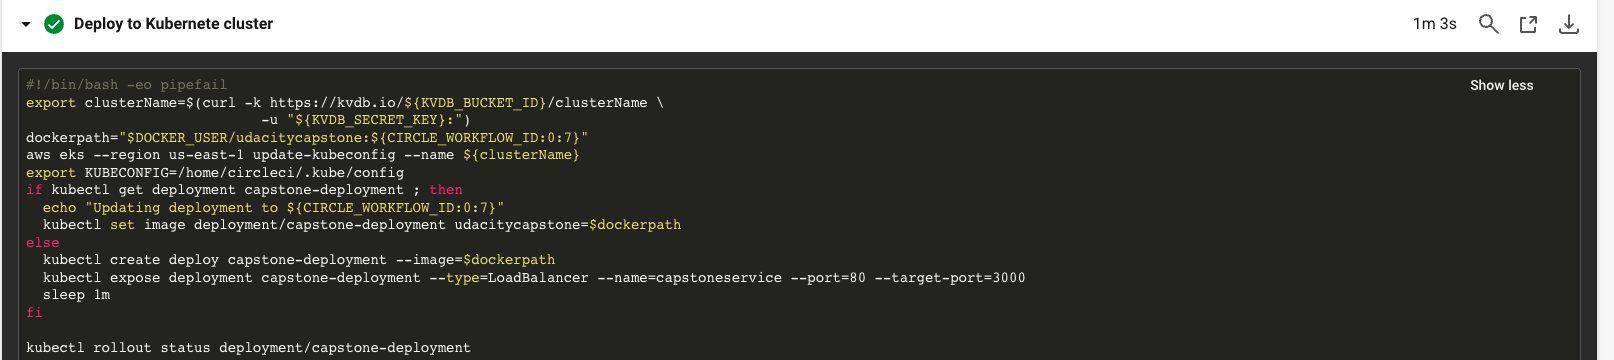 Deploy to Kubernete cluster
1m 3s
Show less
#!/bin/bash -eo pipefail
export clusterName=$(curl -k https://kvdb.io/${KVDB_BUCKET_ID}/clusterName \
-u "${KVDB_SECRET_KEY}:")
dockerpath="$DOCKER_USER/udacitycapstone:${CIRCLE_WORKFLOW_ID:0:7}"
aws eks --region us-east-1 update-kubeconfig --name ${clusterName}
export KUBECONFIG=/home/circleci/.kube/config
if kubectl get deployment capstone-deployment ; then
echo "Updating deployment to ${CIRCLE_WORKFLOW_ID:0:7}"
kubectl set image deployment/capstone-deployment udacitycapstone=$dockerpath
else
kubectl create deploy capstone-deployment --image=$dockerpath
kubectl expose deployment capstone-deployment --type=LoadBalancer --name=capstoneservice --port=80 --target-port=3000
sleep 1m
fi
kubectl rollout status deployment/capstone-deployment